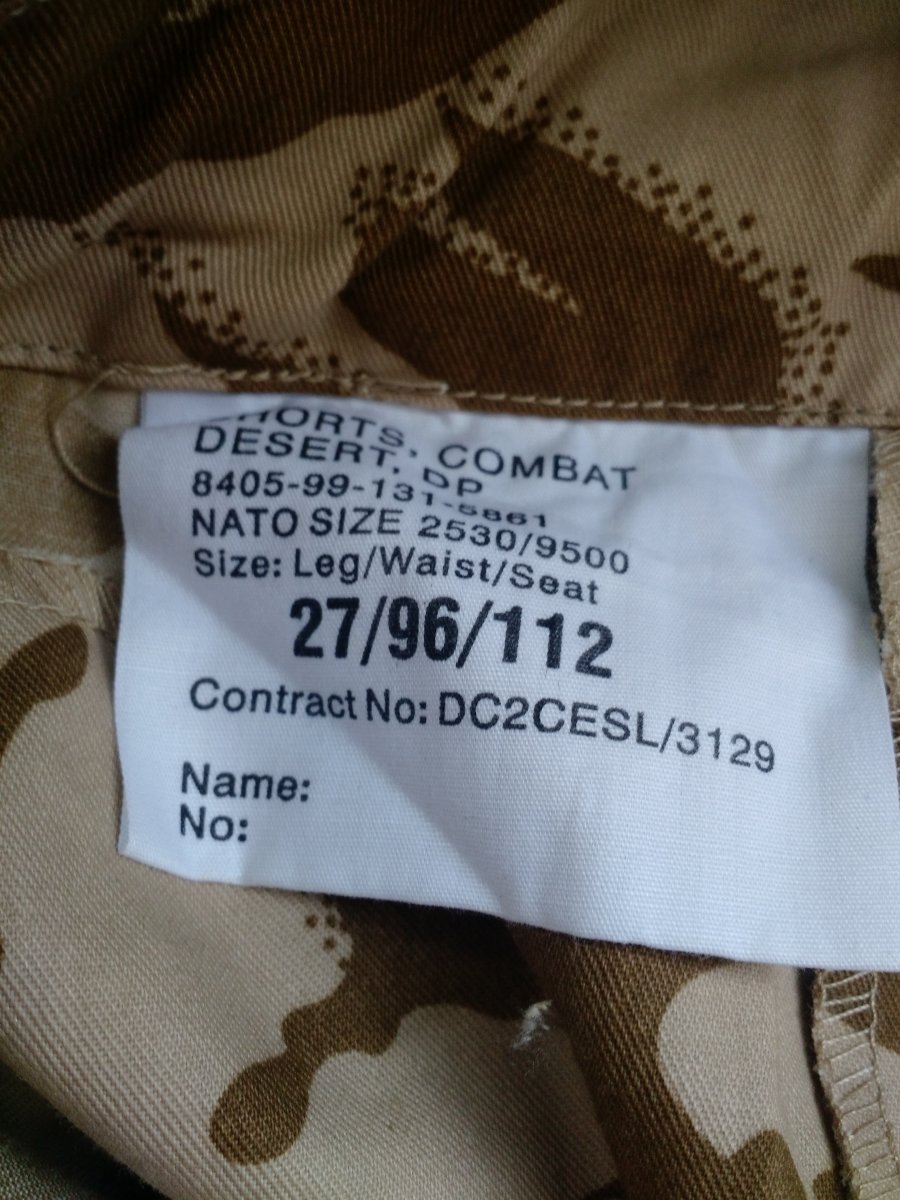 SHORTS, COMBAT
DESERT, DP
8405-99-131-5861
NATO SIZE 2530/9500
Size: Leg/Waist/Seat
27/96/112
Contract No: DC2CESL/3129
Name:
No: